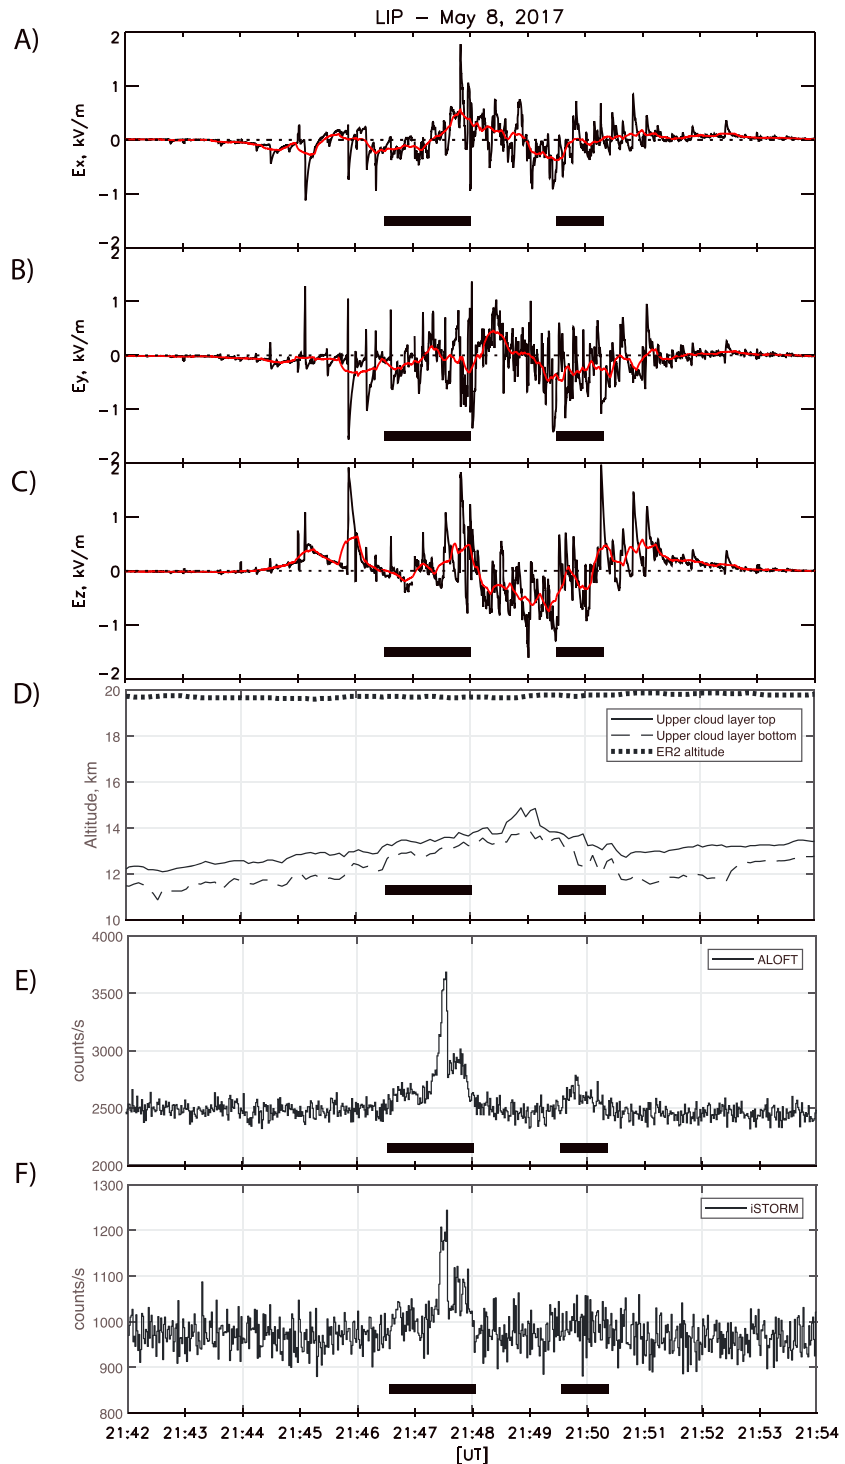 LIP – May 8, 2017
A)
2
1
0
−1
−2
Ex, kV/m
B)
2
1
0
−1
−2
Ey, kV/m
C)
2
1
0
−1
−2
Ez, kV/m
D)
20
18
16
14
12
10
Altitude, km
Upper cloud layer top
Upper cloud layer bottom
ER2 altitude
E)
4000
3500
3000
2500
2000
counts/s
ALOFT
F)
1300
1200
1100
1000
900
800
counts/s
iSTORM
21:42 21:43 21:44 21:45 21:46 21:47 21:48 21:49 21:50 21:51 21:52 21:53 21:54
[UT]